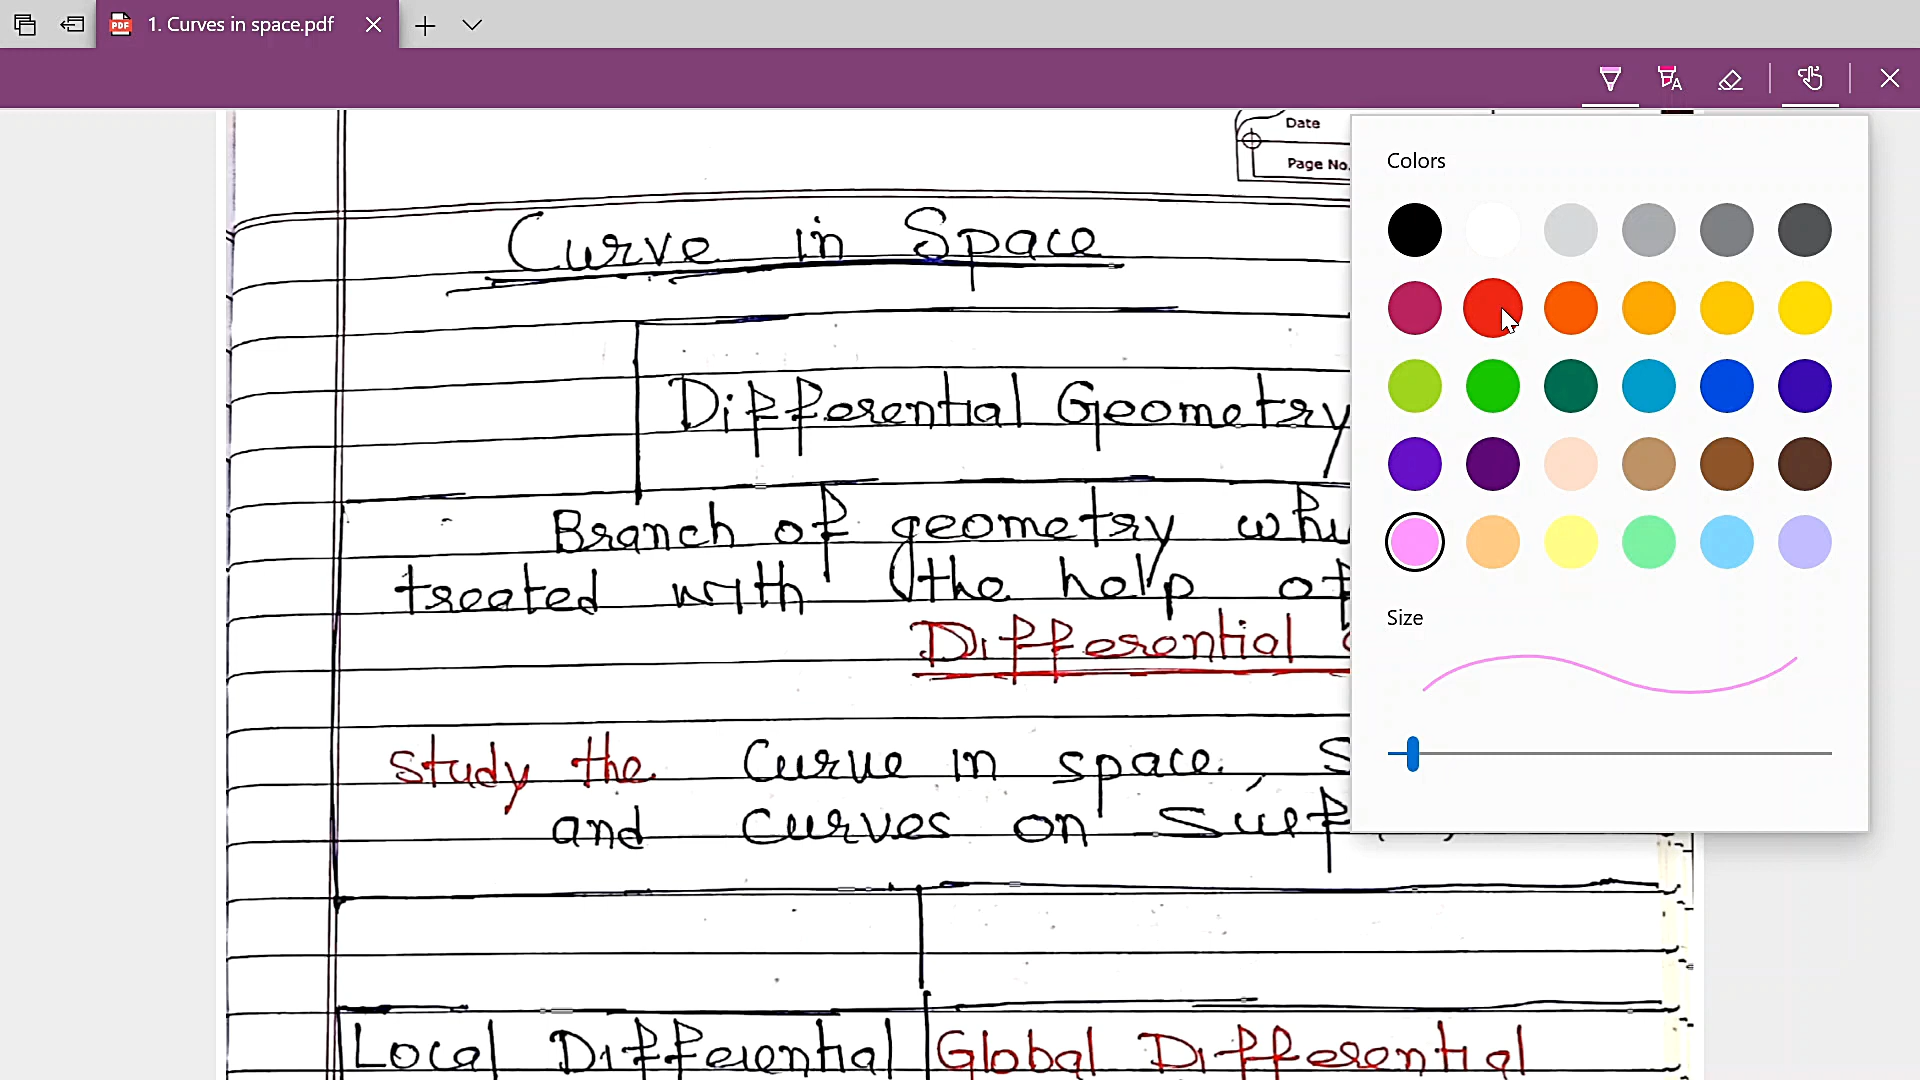 1. Curves in space.pdf
Date
Page No.
Colors
Curve in Space
Differential Geometry
Branch of geometry
treated with the help of
Differential
Size
study the Curve in space,
and curves on
Local Differential
Global Differential